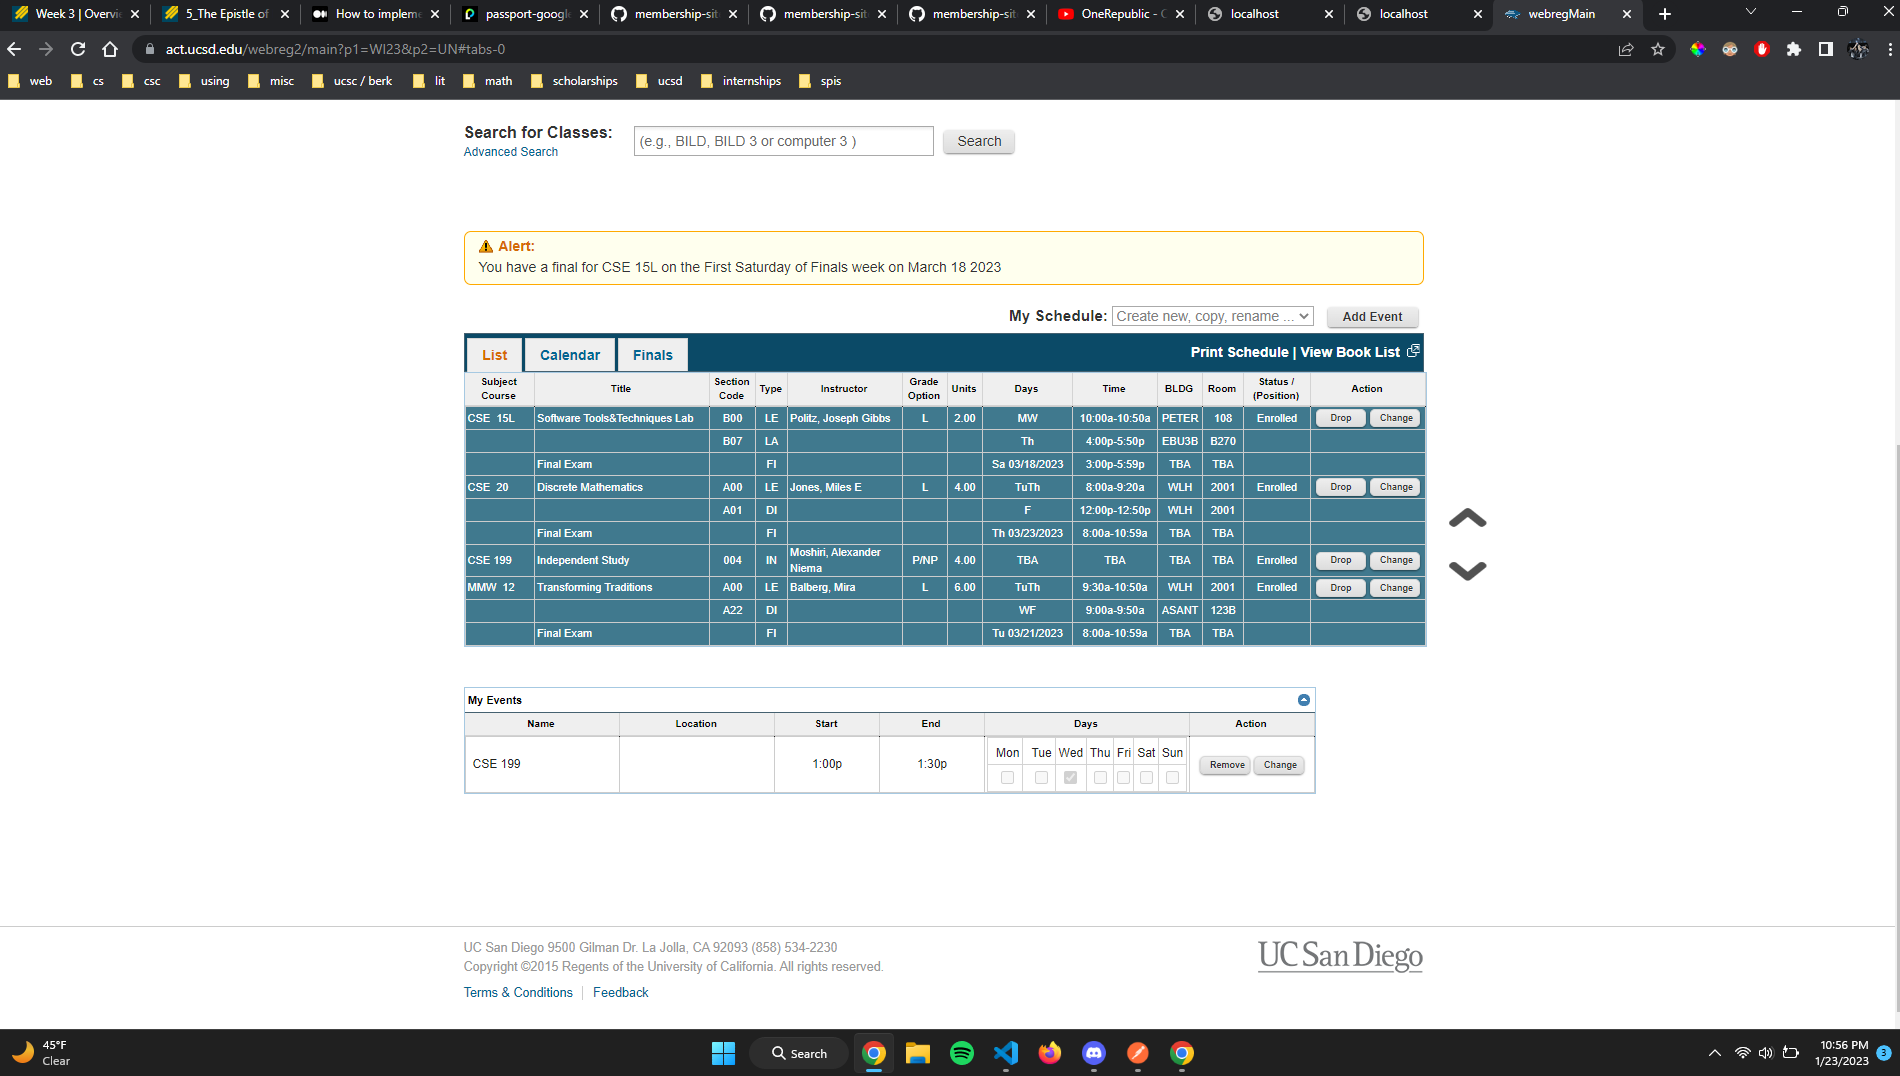 Week 3 | Overvie
5_The Epistle of
How to impleme
passport-google
membership-sit
membership-sit
membership-sit
OneRepublic - C
localhost
localhost
webregMain
act.ucsd.edu/webreg2/main?p1=WI23&p2=UN#tabs-0
web cs csc using misc ucsc / berk lit math scholarships ucsd internships spis
Search for Classes: (e.g., BILD, BILD 3 or computer 3 ) Search
Advanced Search
Alert:
You have a final for CSE 15L on the First Saturday of Finals week on March 18 2023
My Schedule: Create new, copy, rename ... Add Event
List Calendar Finals Print Schedule | View Book List
Subject Course Title Section Code Type Instructor Grade Option Units Days Time BLDG Room Status / (Position) Action
CSE 15L Software Tools&Techniques Lab B00 LE Politz, Joseph Gibbs L 2.00 MW 10:00a-10:50a PETER 108 Enrolled Drop Change
B07 LA Th 4:00p-5:50p EBU3B B270
Final Exam FI Sa 03/18/2023 3:00p-5:59p TBA TBA
CSE 20 Discrete Mathematics A00 LE Jones, Miles E L 4.00 TuTh 8:00a-9:20a WLH 2001 Enrolled Drop Change
A01 DI F 12:00p-12:50p WLH 2001
Final Exam FI Th 03/23/2023 8:00a-10:59a TBA TBA
CSE 199 Independent Study 004 IN Moshiri, Alexander Niema P/NP 4.00 TBA TBA TBA TBA Enrolled Drop Change
MMW 12 Transforming Traditions A00 LE Balberg, Mira L 6.00 TuTh 9:30a-10:50a WLH 2001 Enrolled Drop Change
A22 DI WF 9:00a-9:50a ASANT 123B
Final Exam FI Tu 03/21/2023 8:00a-10:59a TBA TBA
My Events
Name Location Start End Days Action
Mon Tue Wed Thu Fri Sat Sun
CSE 199 1:00p 1:30p Remove Change
UC San Diego 9500 Gilman Dr. La Jolla, CA 92093 (858) 534-2230
Copyright ©2015 Regents of the University of California. All rights reserved.
Terms & Conditions | Feedback
UC San Diego
45°F
Clear
Search
10:56 PM
1/23/2023
3